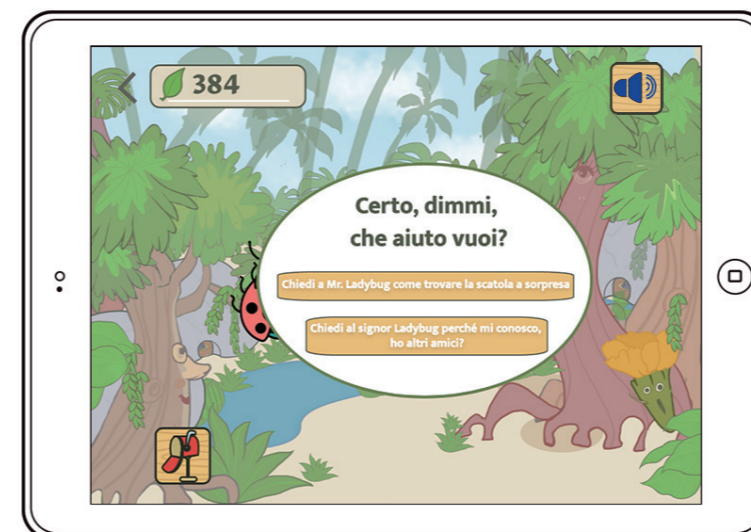 384
Certo, dimmi,
che aiuto vuoi?
Chiedi a Mr. Ladybug come trovare la scatola a sorpresa
Chiedi al signor Ladybug perché mi conosco,
ho altri amici?